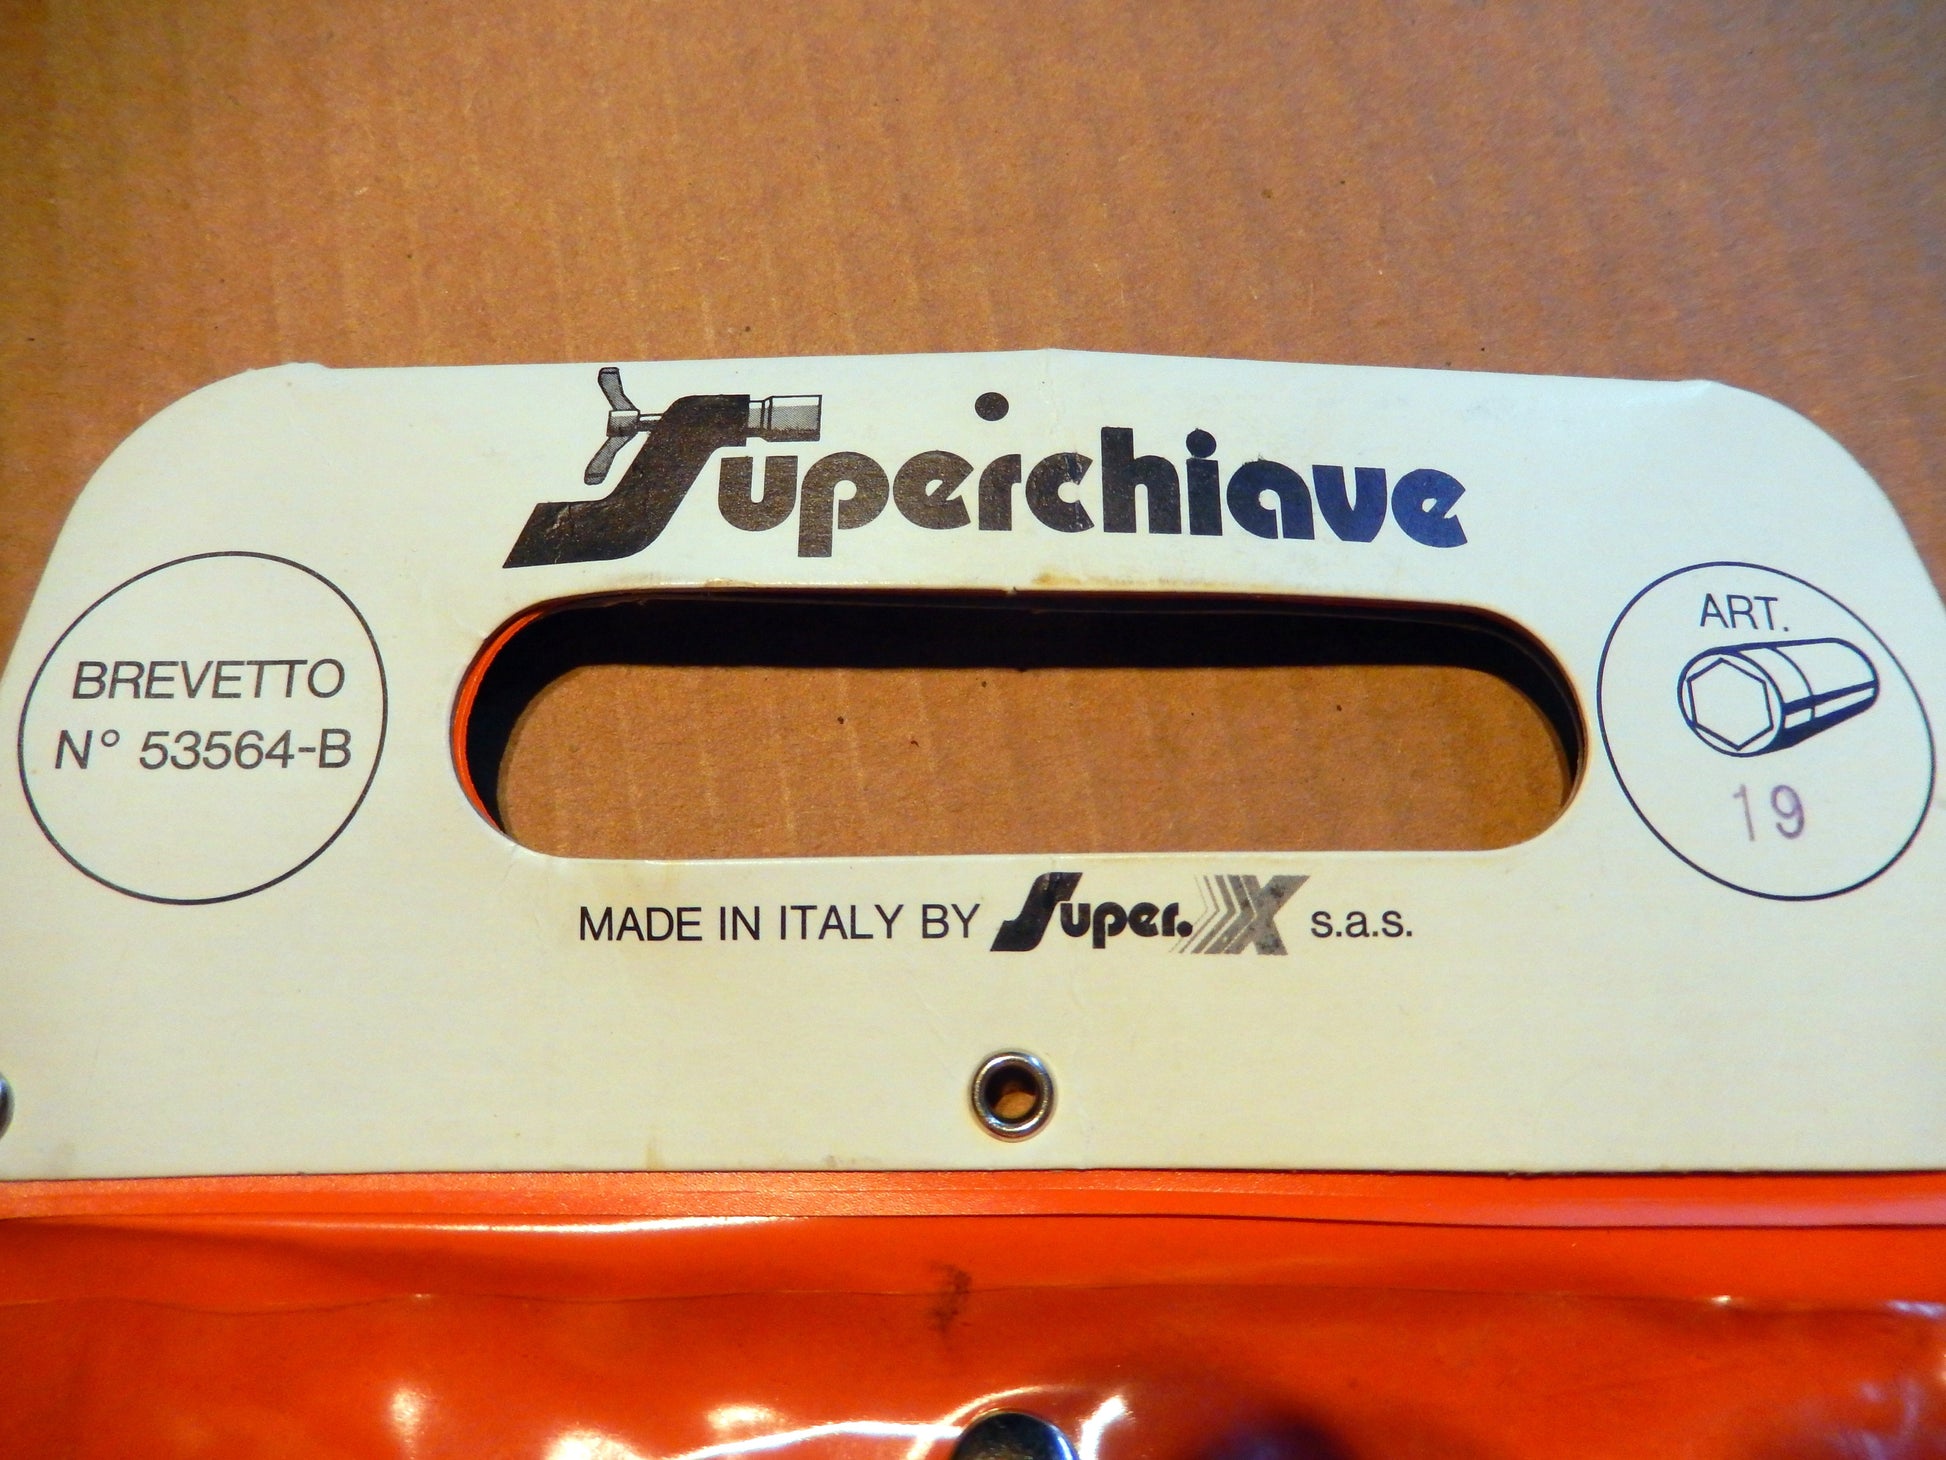 Superchiave
BREVETTO
N° 53564-B
ART.
19
MADE IN ITALY BY Super.X s.a.s.